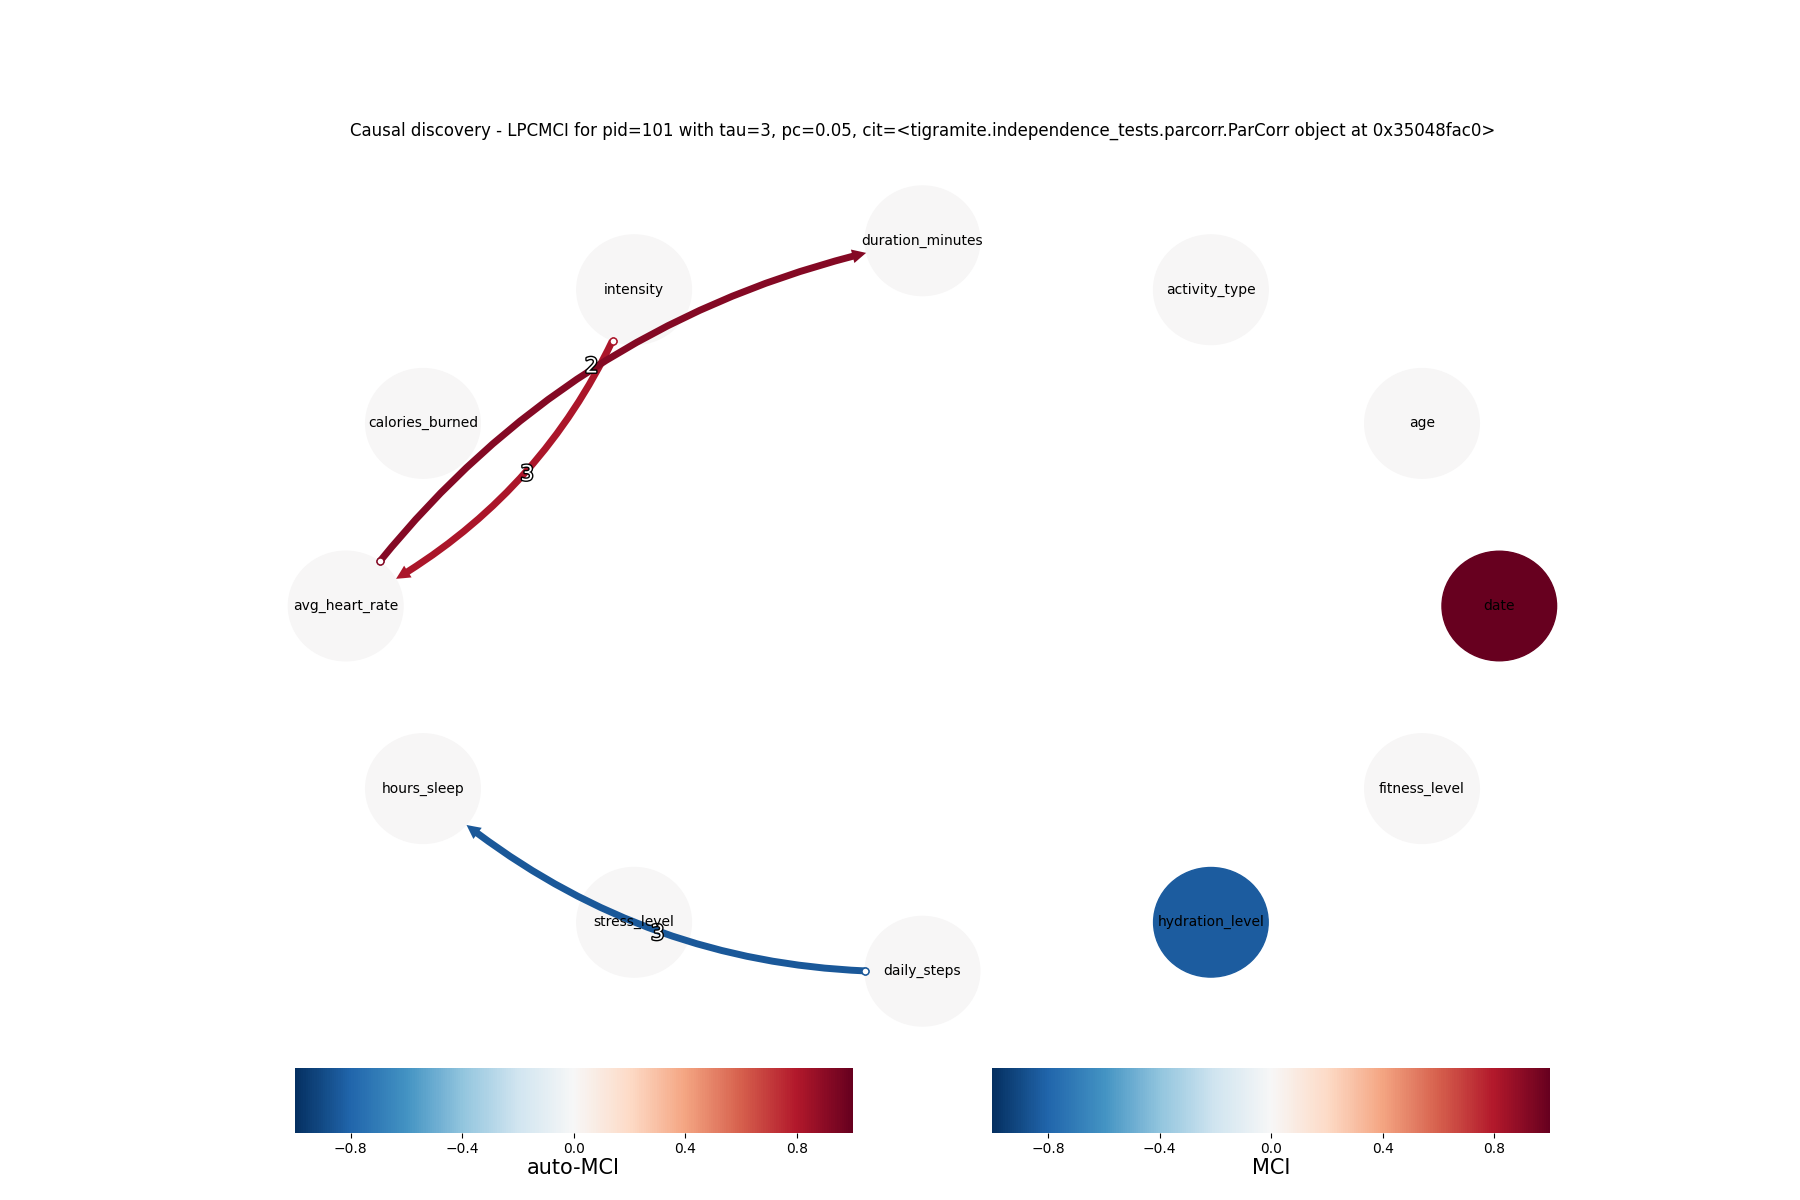 Causal discovery - LPCMCI for pid=101 with tau=3, pc=0.05, cit=<tigramite.independence_tests.parcorr.ParCorr object at 0x35048fac0>
duration_minutes
intensity
activity_type
2
calories_burned
age
3
avg_heart_rate
date
hours_sleep
fitness_level
stress_level
hydration_level
3
daily_steps
−0.8 −0.4 0.0 0.4 0.8
auto-MCI
−0.8 −0.4 0.0 0.4 0.8
MCI